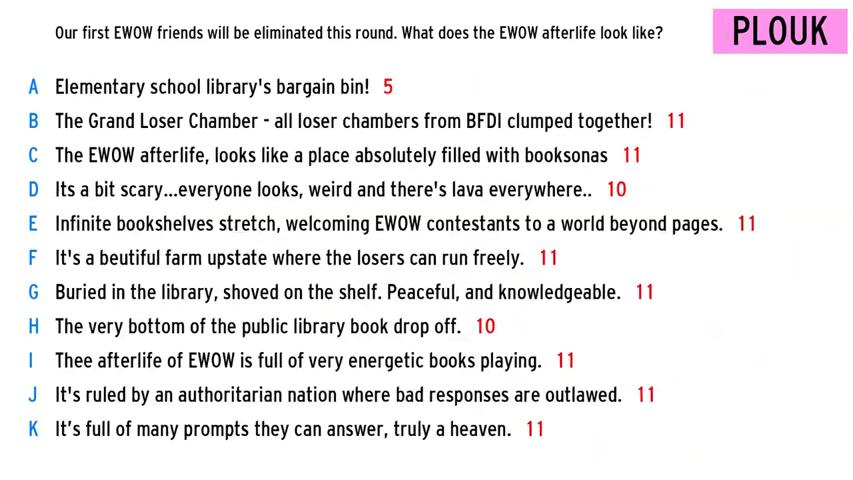 Our first EWOW friends will be eliminated this round. What does the EWOW afterlife look like?
PLOUK
A Elementary school library's bargain bin! 5
B The Grand Loser Chamber - all loser chambers from BFDI clumped together! 11
C The EWOW afterlife, looks like a place absolutely filled with booksonas 11
D Its a bit scary...everyone looks, weird and there's lava everywhere.. 10
E Infinite bookshelves stretch, welcoming EWOW contestants to a world beyond pages. 11
F It's a beutiful farm upstate where the losers can run freely. 11
G Buried in the library, shoved on the shelf. Peaceful, and knowledgeable. 11
H The very bottom of the public library book drop off. 10
I Thee afterlife of EWOW is full of very energetic books playing. 11
J It's ruled by an authoritarian nation where bad responses are outlawed. 11
K It’s full of many prompts they can answer, truly a heaven. 11